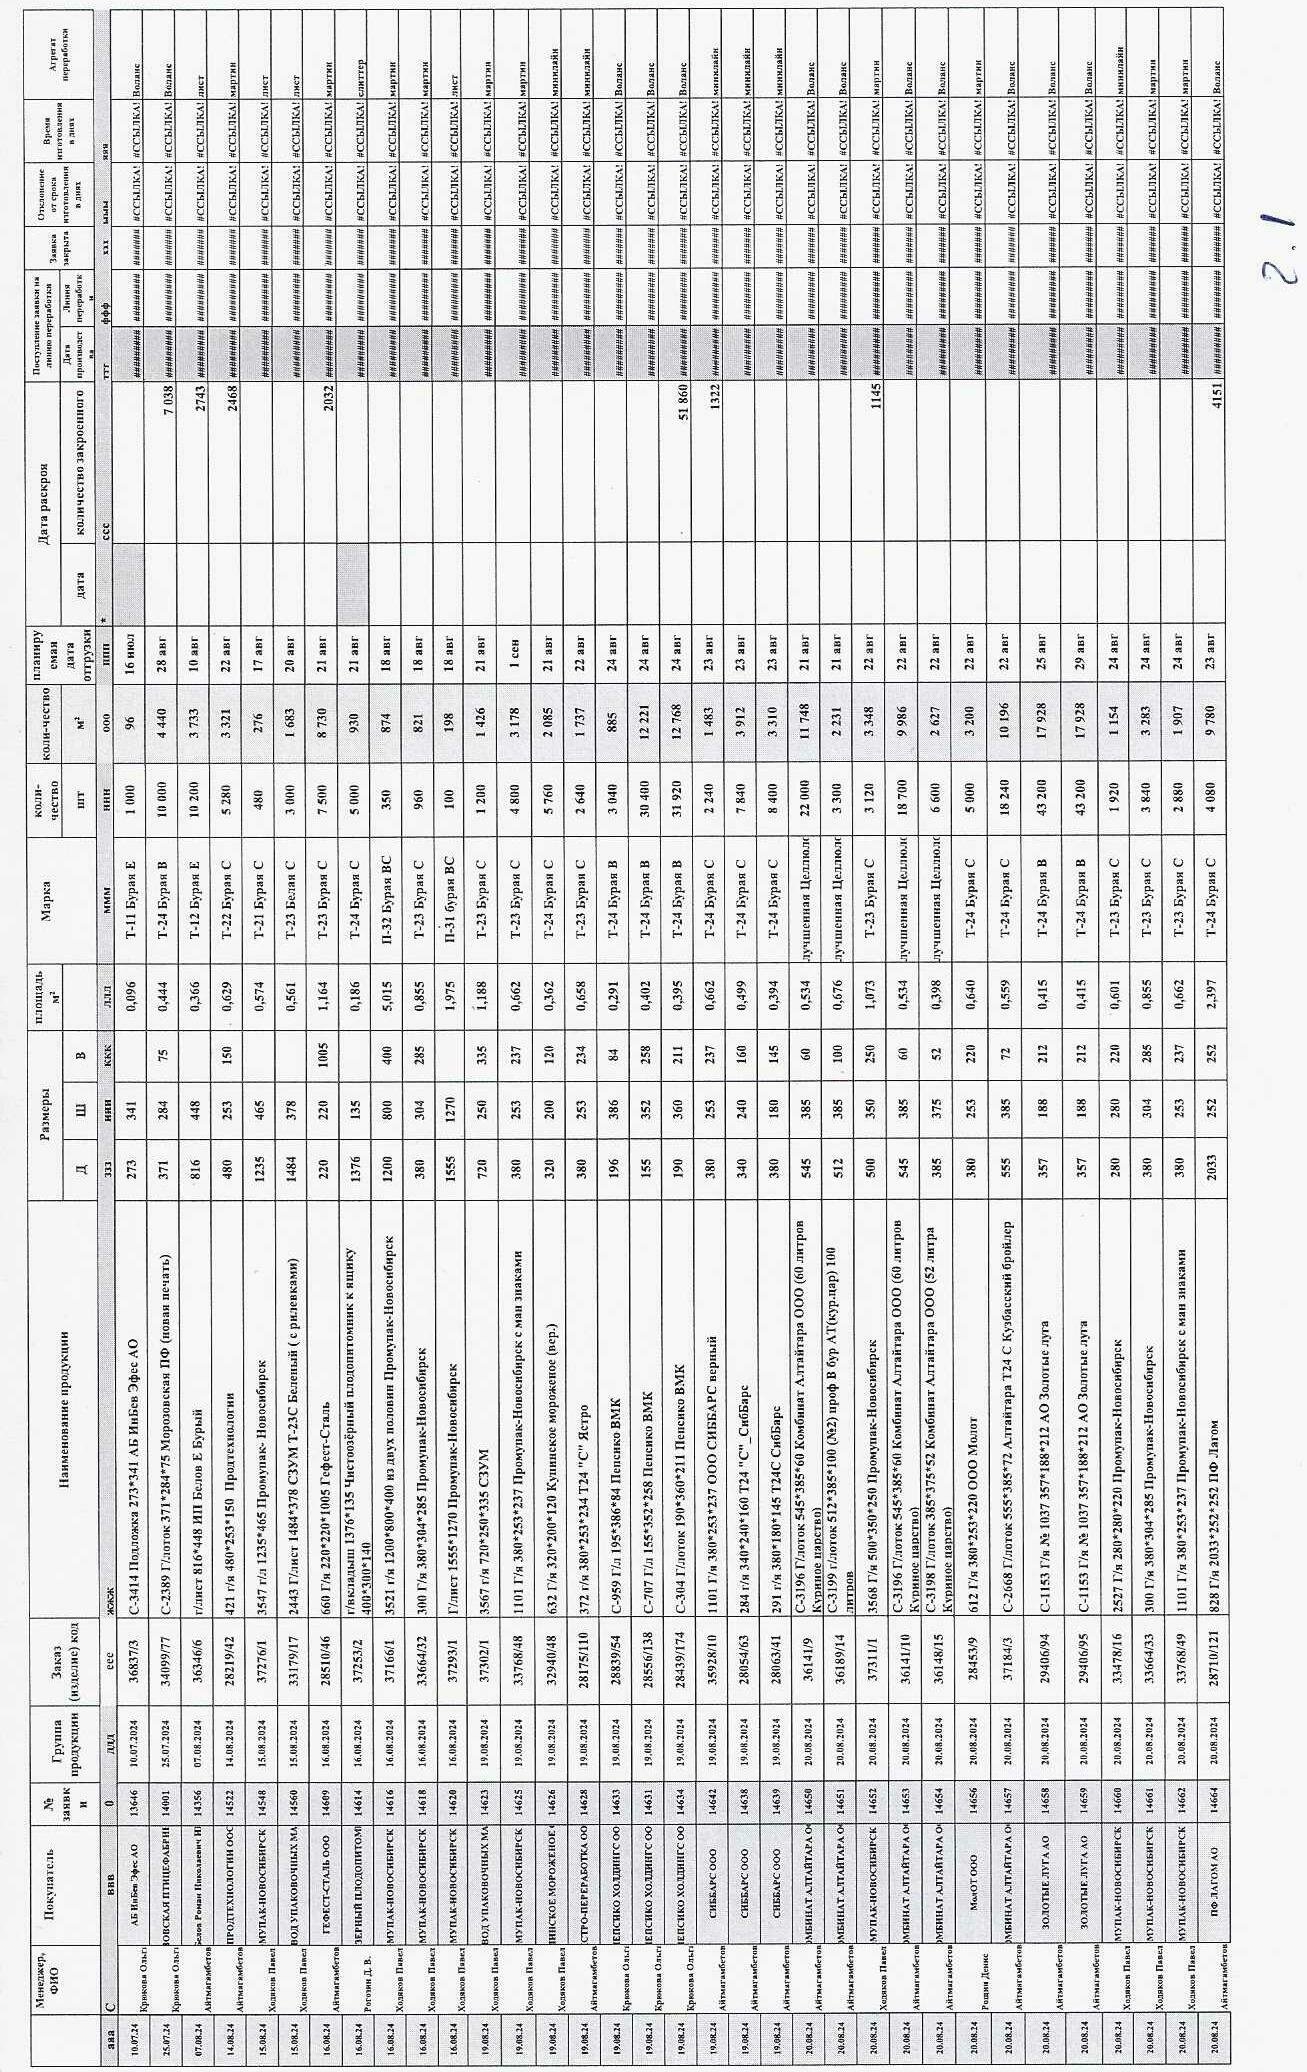 Менеджер, ФИО Покупатель № заявки Группа продукции Заказ (изделие) код Наименование продукции Размеры Д Ш В площадь м² Марка коли-чество шт коли-чество м² планируемая дата отгрузки Дата раскроя дата количество закроенного Поступление заявки на линию переработки Дата производства Линия переработки Заявка закрыта Отклонение от срока изготовления в днях Время изготовления в днях Агрегат переработки
ааа С ввв 0 ддд еее жжж ззз иии ккк ллл ммм ннн ооо ппп * ссс ттг ффф ххх ыыы яяя
10.07.24 Крюкова Ольга АБ ИнБев Эфес АО 13646 10.07.2024 36837/3 С-3414 Подложка 273*341 АБ ИнБев Эфес АО 273 341 0,096 Т-11 Бурая Е 1 000 96 16 июл ######### ######### ####### #ССЫЛКА! #ССЫЛКА! Воланс
25.07.24 Крюкова Ольга ЮВСКАЯ ПТИЦЕФАБРИК 14001 25.07.2024 34099/77 С-2389 Г/лоток 371*284*75 Морозовская ПФ (новая печать) 371 284 75 0,444 Т-24 Бурая В 10 000 4 440 28 авг 7 038 ######### ######### ####### #ССЫЛКА! #ССЫЛКА! Воланс
07.08.24 Айтмагамбетов Белов Роман Николаевич ИП 14356 07.08.2024 36346/6 г/лист 816*448 ИП Белов Е Бурый 816 448 0,366 Т-12 Бурая Е 10 200 3 733 10 авг 2743 ######### ######### ####### #ССЫЛКА! #ССЫЛКА! лист
14.08.24 Айтмагамбетов ПРОДТЕХНОЛОГИИ ООО 14522 14.08.2024 28219/42 421 г/я 480*253*150 Продтехнологии 480 253 150 0,629 Т-22 Бурая С 5 280 3 321 22 авг 2468 ######### ######### ####### #ССЫЛКА! #ССЫЛКА! мартин
15.08.24 Ходяков Павел МУПАК-НОВОСИБИРСК 14548 15.08.2024 37276/1 3547 г/л 1235*465 Промупак- Новосибирск 1235 465 0,574 Т-21 Бурая С 480 276 17 авг ######### ######### ####### #ССЫЛКА! #ССЫЛКА! лист
15.08.24 Ходяков Павел ВОД УПАКОВОЧНЫХ МА 14560 15.08.2024 33179/17 2443 Г/лист 1484*378 СЗУМ Т-23С Беленый ( с рилевками) 1484 378 0,561 Т-23 Белая С 3 000 1 683 20 авг ######### ######### ####### #ССЫЛКА! #ССЫЛКА! лист
16.08.24 Айтмагамбетов ГЕФЕСТ-СТАЛЬ ООО 14609 16.08.2024 28510/46 660 Г/я 220*220*1005 Гефест-Сталь 220 220 1005 1,164 Т-23 Бурая С 7 500 8 730 21 авг 2032 ######### ######### ####### #ССЫЛКА! #ССЫЛКА! мартин
16.08.24 Рогозин Д. В. ЗЕРНЫЙ ПЛОДОПИТОМН 14614 16.08.2024 37253/2 г/вкладыш 1376*135 Чистоозёрный плодопитомник к ящику 400*300*140 1376 135 0,186 Т-24 Бурая С 5 000 930 21 авг ######### ######### ####### #ССЫЛКА! #ССЫЛКА! слиттер
16.08.24 Ходяков Павел МУПАК-НОВОСИБИРСК 14616 16.08.2024 37166/1 3521 г/я 1200*800*400 из двух половин Промупак-Новосибирск 1200 800 400 5,015 П-32 Бурая ВС 350 874 18 авг ######### ######### ####### #ССЫЛКА! #ССЫЛКА! мартин
16.08.24 Ходяков Павел МУПАК-НОВОСИБИРСК 14618 16.08.2024 33664/32 300 Г/я 380*304*285 Промупак-Новосибирск 380 304 285 0,855 Т-23 Бурая С 960 821 18 авг ######### ######### ####### #ССЫЛКА! #ССЫЛКА! мартин
16.08.24 Ходяков Павел МУПАК-НОВОСИБИРСК 14620 16.08.2024 37293/1 Г/лист 1555*1270 Промупак-Новосибирск 1555 1270 1,975 П-31 бурая ВС 100 198 18 авг ######### ######### ####### #ССЫЛКА! #ССЫЛКА! лист
19.08.24 Ходяков Павел ВОД УПАКОВОЧНЫХ МА 14623 19.08.2024 37302/1 3567 г/я 720*250*335 СЗУМ 720 250 335 1,188 Т-23 Бурая С 1 200 1 426 21 авг ######### ######### ####### #ССЫЛКА! #ССЫЛКА! мартин
19.08.24 Ходяков Павел МУПАК-НОВОСИБИРСК 14625 19.08.2024 33768/48 1101 Г/я 380*253*237 Промупак-Новосибирск с ман знаками 380 253 237 0,662 Т-23 Бурая С 4 800 3 178 1 сен ######### ######### ####### #ССЫЛКА! #ССЫЛКА! мартин
19.08.24 Ходяков Павел ПИНСКОЕ МОРОЖЕНОЕ 14626 19.08.2024 32940/48 632 Г/я 320*200*120 Купинское мороженое (вер.) 320 200 120 0,362 Т-24 Бурая С 5 760 2 085 21 авг ######### ######### ####### #ССЫЛКА! #ССЫЛКА! минилайн
19.08.24 Айтмагамбетов СТРО-ПЕРЕРАБОТКА ОО 14628 19.08.2024 28175/110 372 г/я 380*253*234 Т24 "С" Ястро 380 253 234 0,658 Т-23 Бурая С 2 640 1 737 22 авг ######### ######### ####### #ССЫЛКА! #ССЫЛКА! минилайн
19.08.24 Крюкова Ольга ПЕПСИКО ХОЛДИНГС ОО 14633 19.08.2024 28839/54 С-959 Г/л 195*386*84 Пепсико ВМК 196 386 84 0,291 Т-24 Бурая В 3 040 885 24 авг ######### ######### ####### #ССЫЛКА! #ССЫЛКА! Воланс
19.08.24 Крюкова Ольга ПЕПСИКО ХОЛДИНГС ОО 14631 19.08.2024 28556/138 С-707 Г/л 155*352*258 Пепсико ВМК 155 352 258 0,402 Т-24 Бурая В 30 400 12 221 24 авг ######### ######### ####### #ССЫЛКА! #ССЫЛКА! Воланс
19.08.24 Крюкова Ольга ПЕПСИКО ХОЛДИНГС ОО 14634 19.08.2024 28439/174 С-304 Г/лоток 190*360*211 Пепсико ВМК 190 360 211 0,395 Т-24 Бурая В 31 920 12 768 24 авг 51 860 ######### ######### ####### #ССЫЛКА! #ССЫЛКА! Воланс
19.08.24 Айтмагамбетов СИББАРС ООО 14642 19.08.2024 35928/10 1101 Г/я 380*253*237 ООО СИББАРС верный 380 253 237 0,662 Т-24 Бурая С 2 240 1 483 23 авг 1322 ######### ######### ####### #ССЫЛКА! #ССЫЛКА! минилайн
19.08.24 Айтмагамбетов СИББАРС ООО 14638 19.08.2024 28054/63 284 г/я 340*240*160 Т24 "С"_СибБарс 340 240 160 0,499 Т-24 Бурая С 7 840 3 912 23 авг ######### ######### ####### #ССЫЛКА! #ССЫЛКА! минилайн
19.08.24 Айтмагамбетов СИББАРС ООО 14639 19.08.2024 28063/41 291 г/я 380*180*145 Т24С СибБарс 380 180 145 0,394 Т-24 Бурая С 8 400 3 310 23 авг ######### ######### ####### #ССЫЛКА! #ССЫЛКА! минилайн
20.08.24 Айтмагамбетов ОМБИНАТ АЛТАЙТАРА О 14650 20.08.2024 36141/9 С-3196 Г/лоток 545*385*60 Комбинат Алтайтара ООО (60 литров Куриное царство) 545 385 60 0,534 лучшенная Целлюло 22 000 11 748 21 авг ######### ######### ####### #ССЫЛКА! #ССЫЛКА! Воланс
20.08.24 Айтмагамбетов ОМБИНАТ АЛТАЙТАРА О 14651 20.08.2024 36189/14 С-3199 г/лоток 512*385*100 (№2) проф В бур АТ(кур.цар) 100 литров 512 385 100 0,676 лучшенная Целлюло 3 300 2 231 21 авг ######### ######### ####### #ССЫЛКА! #ССЫЛКА! Воланс
20.08.24 Ходяков Павел МУПАК-НОВОСИБИРСК 14652 20.08.2024 37311/1 3568 Г/я 500*350*250 Промупак-Новосибирск 500 350 250 1,073 Т-23 Бурая С 3 120 3 348 22 авг 1145 ######### ######### ####### #ССЫЛКА! #ССЫЛКА! мартин
20.08.24 Айтмагамбетов ОМБИНАТ АЛТАЙТАРА О 14653 20.08.2024 36141/10 С-3196 Г/лоток 545*385*60 Комбинат Алтайтара ООО (60 литров Куриное царство) 545 385 60 0,534 лучшенная Целлюло 18 700 9 986 22 авг ######### ######### ####### #ССЫЛКА! #ССЫЛКА! Воланс
20.08.24 Айтмагамбетов ОМБИНАТ АЛТАЙТАРА О 14654 20.08.2024 36148/15 С-3198 Г/лоток 385*375*52 Комбинат Алтайтара ООО (52 литра Куриное царство) 385 375 52 0,398 лучшенная Целлюло 6 600 2 627 22 авг ######### ######### ####### #ССЫЛКА! #ССЫЛКА! Воланс
20.08.24 Рощин Денис МолОТ ООО 14656 20.08.2024 28453/9 612 Г/я 380*253*220 ООО Молот 380 253 220 0,640 Т-24 Бурая С 5 000 3 200 22 авг ######### ######### ####### #ССЫЛКА! #ССЫЛКА! мартин
20.08.24 Айтмагамбетов ОМБИНАТ АЛТАЙТАРА О 14657 20.08.2024 37184/3 С-2668 Г/лоток 555*385*72 Алтайтара Т24 С Кузбасский бройлер 555 385 72 0,559 Т-24 Бурая С 18 240 10 196 22 авг ######### ######### ####### #ССЫЛКА! #ССЫЛКА! Воланс
20.08.24 Айтмагамбетов ЗОЛОТЫЕ ЛУГА АО 14658 20.08.2024 29406/94 С-1153 Г/я № 1037 357*188*212 АО Золотые луга 357 188 212 0,415 Т-24 Бурая В 43 200 17 928 25 авг ######### ######### ####### #ССЫЛКА! #ССЫЛКА! Воланс
20.08.24 Айтмагамбетов ЗОЛОТЫЕ ЛУГА АО 14659 20.08.2024 29406/95 С-1153 Г/я № 1037 357*188*212 АО Золотые луга 357 188 212 0,415 Т-24 Бурая В 43 200 17 928 29 авг ######### ######### ####### #ССЫЛКА! #ССЫЛКА! Воланс
20.08.24 Ходяков Павел МУПАК-НОВОСИБИРСК 14660 20.08.2024 33478/16 2527 Г/я 280*280*220 Промупак-Новосибирск 280 280 220 0,601 Т-23 Бурая С 1 920 1 154 24 авг ######### ######### ####### #ССЫЛКА! #ССЫЛКА! минилайн
20.08.24 Ходяков Павел МУПАК-НОВОСИБИРСК 14661 20.08.2024 33664/33 300 Г/я 380*304*285 Промупак-Новосибирск 380 304 285 0,855 Т-23 Бурая С 3 840 3 283 24 авг ######### ######### ####### #ССЫЛКА! #ССЫЛКА! мартин
20.08.24 Ходяков Павел МУПАК-НОВОСИБИРСК 14662 20.08.2024 33768/49 1101 Г/я 380*253*237 Промупак-Новосибирск с ман знаками 380 253 237 0,662 Т-23 Бурая С 2 880 1 907 24 авг ######### ######### ####### #ССЫЛКА! #ССЫЛКА! мартин
20.08.24 Айтмагамбетов ПФ ЛАГОМ АО 14664 20.08.2024 28710/121 828 Г/я 2033*252*252 ПФ Лагом 2033 252 252 2,397 Т-24 Бурая С 4 080 9 780 23 авг 4151 ######### ######### ####### #ССЫЛКА! #ССЫЛКА! Воланс
2.1